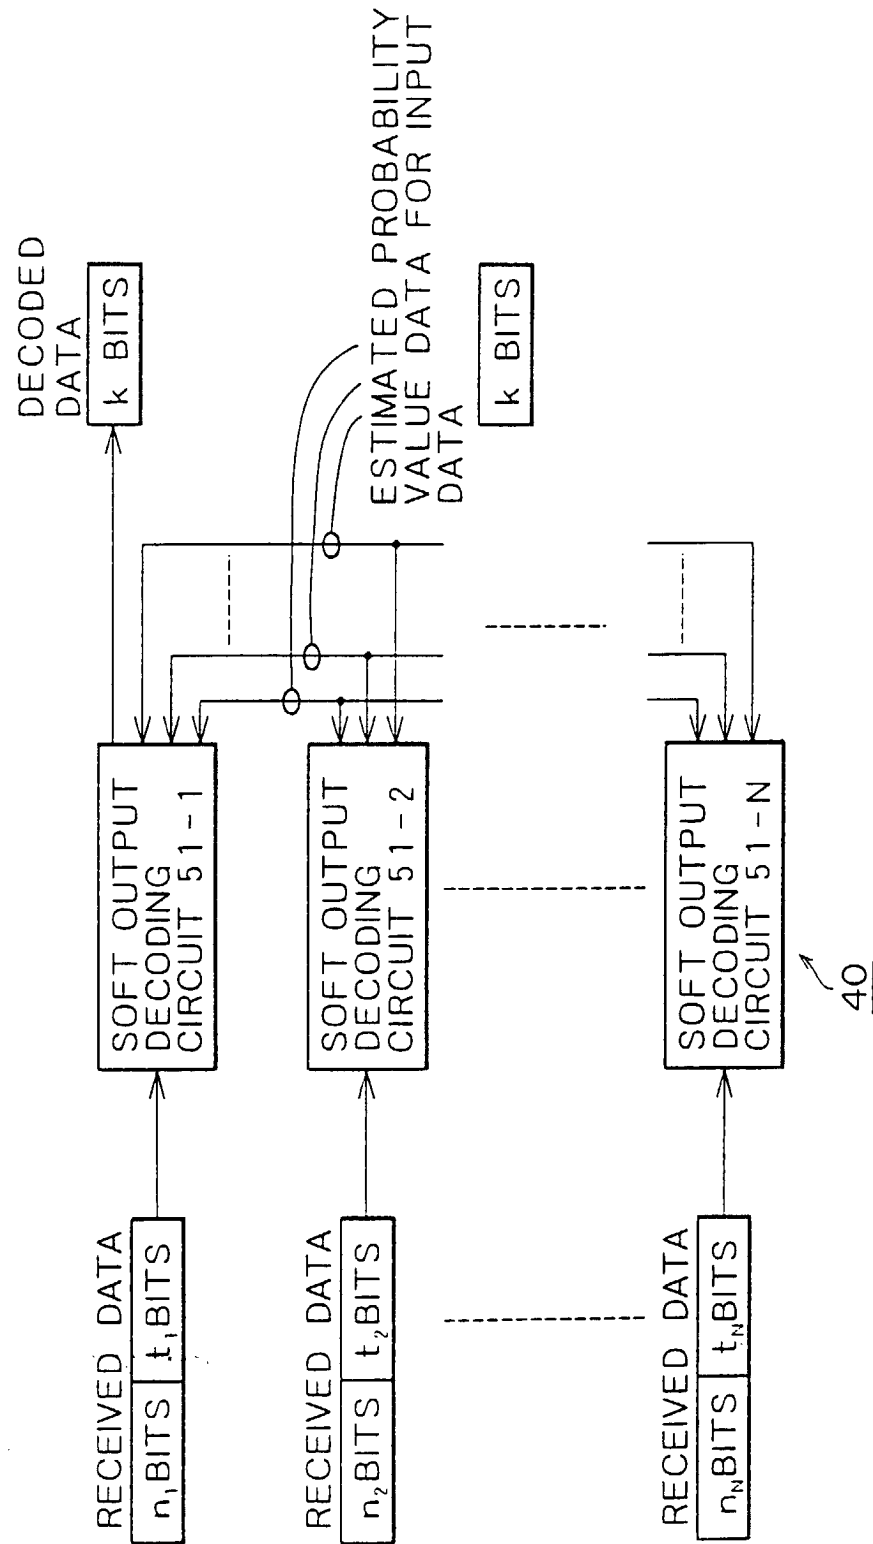 DECODED
DATA
k BITS
ESTIMATED PROBABILITY
VALUE DATA FOR INPUT
DATA
k BITS
SOFT OUTPUT
DECODING
CIRCUIT 51-1
SOFT OUTPUT
DECODING
CIRCUIT 51-2
SOFT OUTPUT
DECODING
CIRCUIT 51-N
RECEIVED DATA
n₁BITS t₁BITS
RECEIVED DATA
n₂BITS t₂BITS
RECEIVED DATA
n_NBITS t_NBITS
40